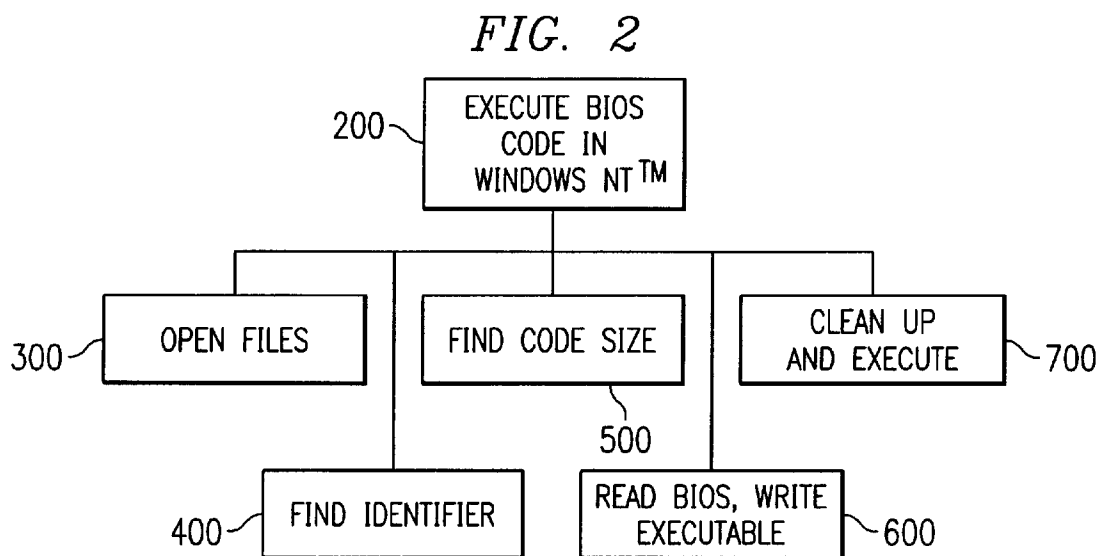 FIG. 2
200
EXECUTE BIOS
CODE IN
WINDOWS NT™
300
OPEN FILES
FIND CODE SIZE
500
CLEAN UP
AND EXECUTE
700
400
FIND IDENTIFIER
READ BIOS, WRITE
EXECUTABLE
600